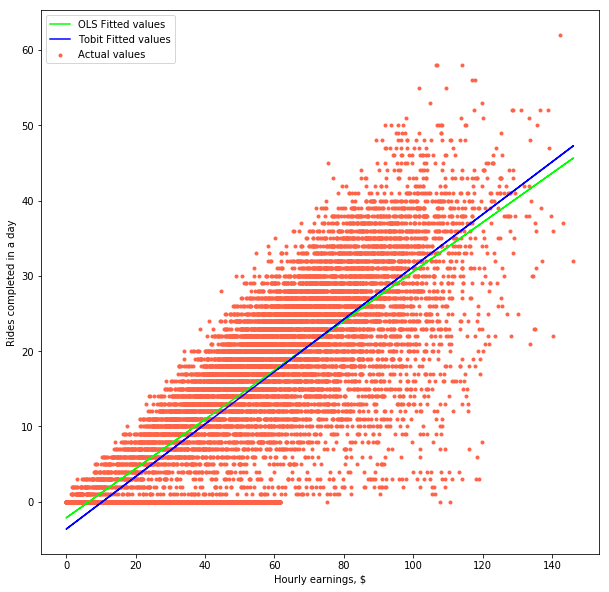 OLS Fitted values
Tobit Fitted values
Actual values
Rides completed in a day
60
50
40
30
20
10
0
0 20 40 60 80 100 120 140
Hourly earnings, $